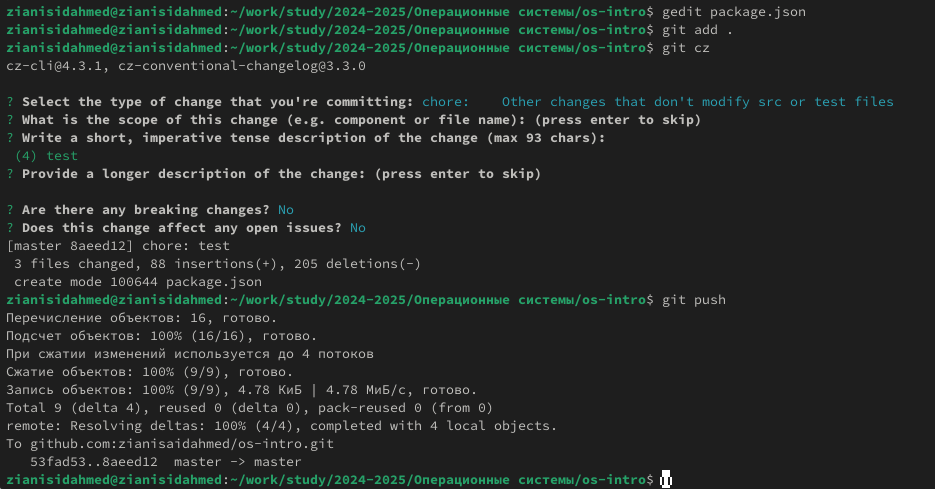 zianisidahmed@zianisidahmed:~/work/study/2024-2025/Операционные системы/os-intro$ gedit package.json
zianisidahmed@zianisidahmed:~/work/study/2024-2025/Операционные системы/os-intro$ git add .
zianisidahmed@zianisidahmed:~/work/study/2024-2025/Операционные системы/os-intro$ git cz
cz-cli@4.3.1, cz-conventional-changelog@3.3.0
? Select the type of change that you're committing: chore:    Other changes that don't modify src or test files
? What is the scope of this change (e.g. component or file name): (press enter to skip)
? Write a short, imperative tense description of the change (max 93 chars):
 (4) test
? Provide a longer description of the change: (press enter to skip)
? Are there any breaking changes? No
? Does this change affect any open issues? No
[master 8aeed12] chore: test
 3 files changed, 88 insertions(+), 205 deletions(-)
 create mode 100644 package.json
zianisidahmed@zianisidahmed:~/work/study/2024-2025/Операционные системы/os-intro$ git push
Перечисление объектов: 16, готово.
Подсчет объектов: 100% (16/16), готово.
При сжатии изменений используется до 4 потоков
Сжатие объектов: 100% (9/9), готово.
Запись объектов: 100% (9/9), 4.78 КиБ | 4.78 МиБ/с, готово.
Total 9 (delta 4), reused 0 (delta 0), pack-reused 0 (from 0)
remote: Resolving deltas: 100% (4/4), completed with 4 local objects.
To github.com:zianisaidahmed/os-intro.git
   53fad53..8aeed12  master -> master
zianisidahmed@zianisidahmed:~/work/study/2024-2025/Операционные системы/os-intro$